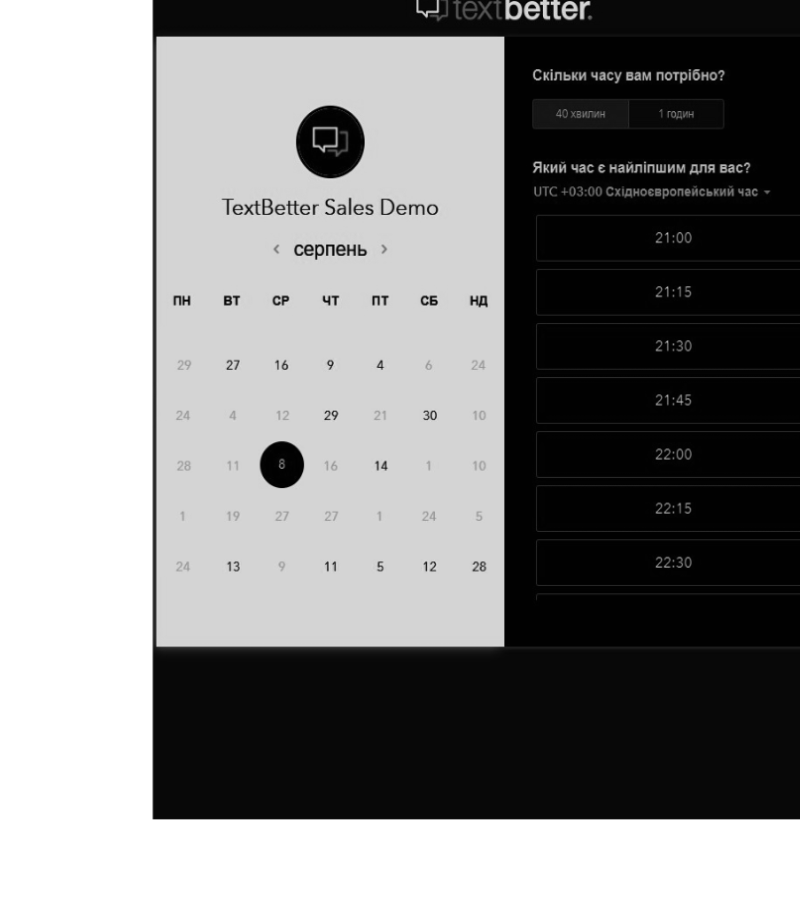 textbetter.
TextBetter Sales Demo
< серпень >
ПН ВТ СР ЧТ ПТ СБ НД
29 27 16 9 4 6 24
24 4 12 29 21 30 10
28 11 8 16 14 1 10
1 19 27 27 1 24 5
24 13 9 11 5 12 28
Скільки часу вам потрібно?
40 хвилин 1 годин
Який час є найліпшим для вас?
UTC +03:00 Східноєвропейський час
21:00
21:15
21:30
21:45
22:00
22:15
22:30